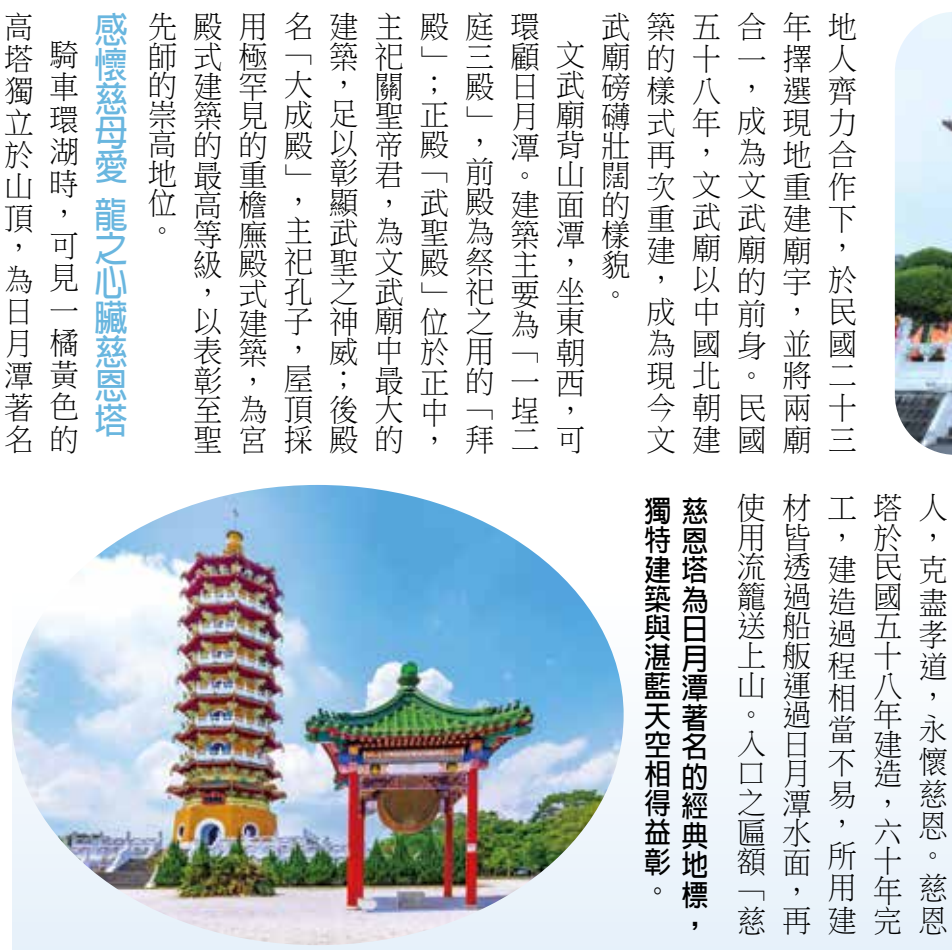 地人齊力合作下，於民國二十三
年擇選現地重建廟宇，並將兩廟
合一，成為文武廟的前身。民國
五十八年，文武廟以中國北朝建
築的樣式再次重建，成為現今文
武廟磅礡壯闊的樣貌。
文武廟背山面潭，坐東朝西，可
環顧日月潭。建築主要為「一埕二
庭三殿」，前殿為祭祀之用的「拜
殿」；正殿「武聖殿」位於正中，
主祀關聖帝君，為文武廟中最大的
建築，足以彰顯武聖之神威；後殿
名「大成殿」，主祀孔子，屋頂採
用極罕見的重檐廡殿式建築，為宮
殿式建築的最高等級，以表彰至聖
先師的崇高地位。
感懷慈母愛 龍之心臟慈恩塔
騎車環湖時，可見一橘黃色的
高塔獨立於山頂，為日月潭著名
人，克盡孝道，永懷慈恩。慈恩
塔於民國五十八年建造，六十年完
工，建造過程相當不易，所用建
材皆透過船舨運過日月潭水面，再
使用流籠送上山。入口之匾額「慈
慈恩塔為日月潭著名的經典地標，
獨特建築與湛藍天空相得益彰。